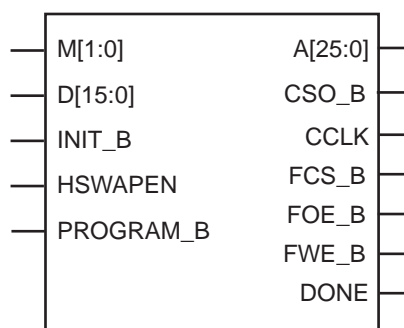 M[1:0]
D[15:0]
INIT_B
HSWAPEN
PROGRAM_B
A[25:0]
CSO_B
CCLK
FCS_B
FOE_B
FWE_B
DONE